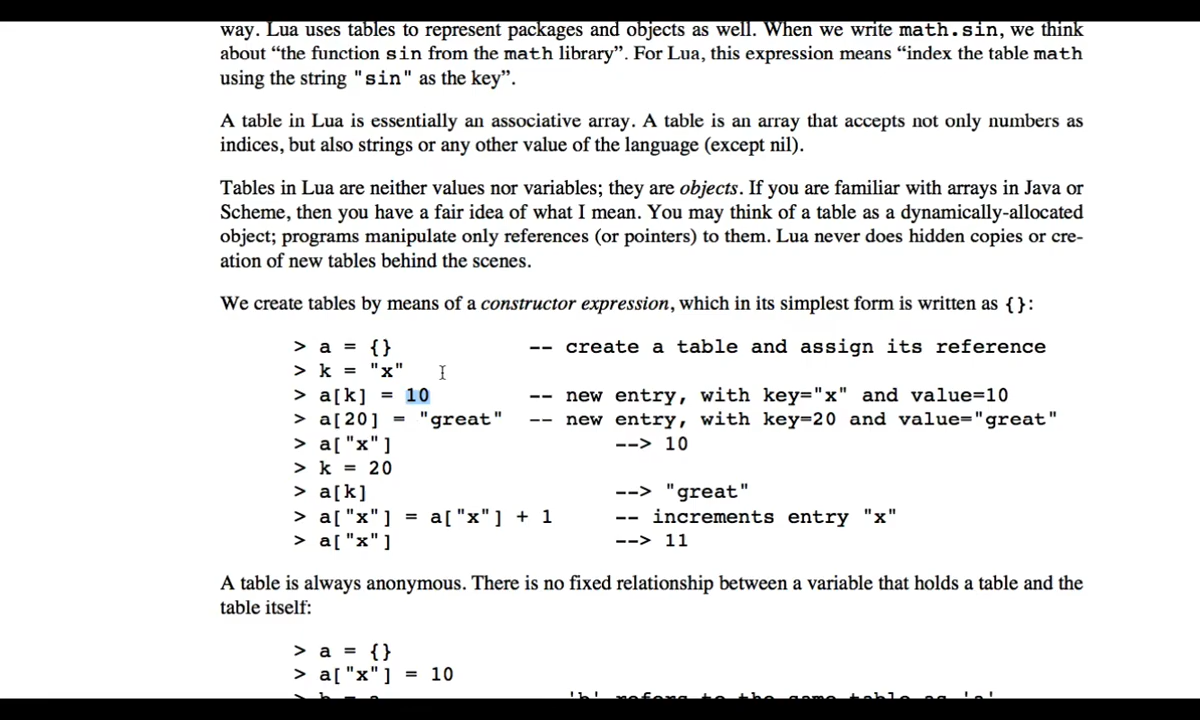 way. Lua uses tables to represent packages and objects as well. When we write math.sin, we think
about “the function sin from the math library”. For Lua, this expression means “index the table math
using the string "sin" as the key”.
A table in Lua is essentially an associative array. A table is an array that accepts not only numbers as
indices, but also strings or any other value of the language (except nil).
Tables in Lua are neither values nor variables; they are objects. If you are familiar with arrays in Java or
Scheme, then you have a fair idea of what I mean. You may think of a table as a dynamically-allocated
object; programs manipulate only references (or pointers) to them. Lua never does hidden copies or cre-
ation of new tables behind the scenes.
We create tables by means of a constructor expression, which in its simplest form is written as {}:
> a = {} -- create a table and assign its reference
> k = "x"
> a[k] = 10 -- new entry, with key="x" and value=10
> a[20] = "great" -- new entry, with key=20 and value="great"
> a["x"] --> 10
> k = 20
> a[k] --> "great"
> a["x"] = a["x"] + 1 -- increments entry "x"
> a["x"] --> 11
A table is always anonymous. There is no fixed relationship between a variable that holds a table and the
table itself:
> a = {}
> a["x"] = 10
> b = a 'b' refers to the same table as 'a'